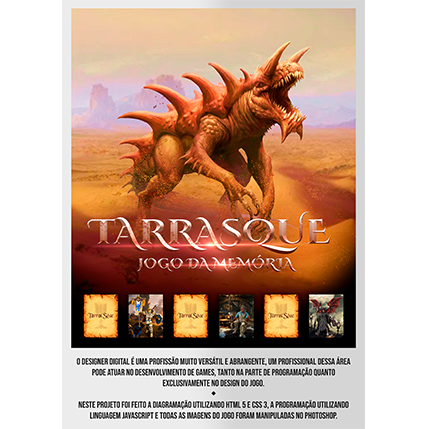 TARRASQUE
JOGO DA MEMÓRIA
O DESIGNER DIGITAL É UMA PROFISSÃO MUITO VERSÁTIL E ABRANGENTE, UM PROFISSIONAL DESSA ÁREA
PODE ATUAR NO DESENVOLVIMENTO DE GAMES, TANTO NA PARTE DE PROGRAMAÇÃO QUANTO
EXCLUSIVAMENTE NO DESIGN DO JOGO.
NESTE PROJETO FOI FEITO A DIAGRAMAÇÃO UTILIZANDO HTML 5 E CSS 3, A PROGRAMAÇÃO UTILIZANDO
LINGUAGEM JAVASCRIPT E TODAS AS IMAGENS DO JOGO FORAM MANIPULADAS NO PHOTOSHOP.